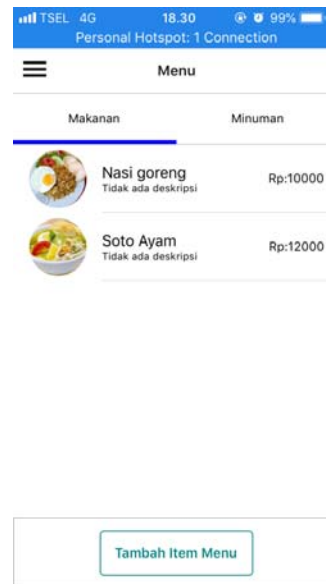 TSEL 4G 18.30 99%
Personal Hotspot: 1 Connection
Menu
Makanan Minuman
Nasi goreng Rp:10000
Tidak ada deskripsi
Soto Ayam Rp:12000
Tidak ada deskripsi
Tambah Item Menu